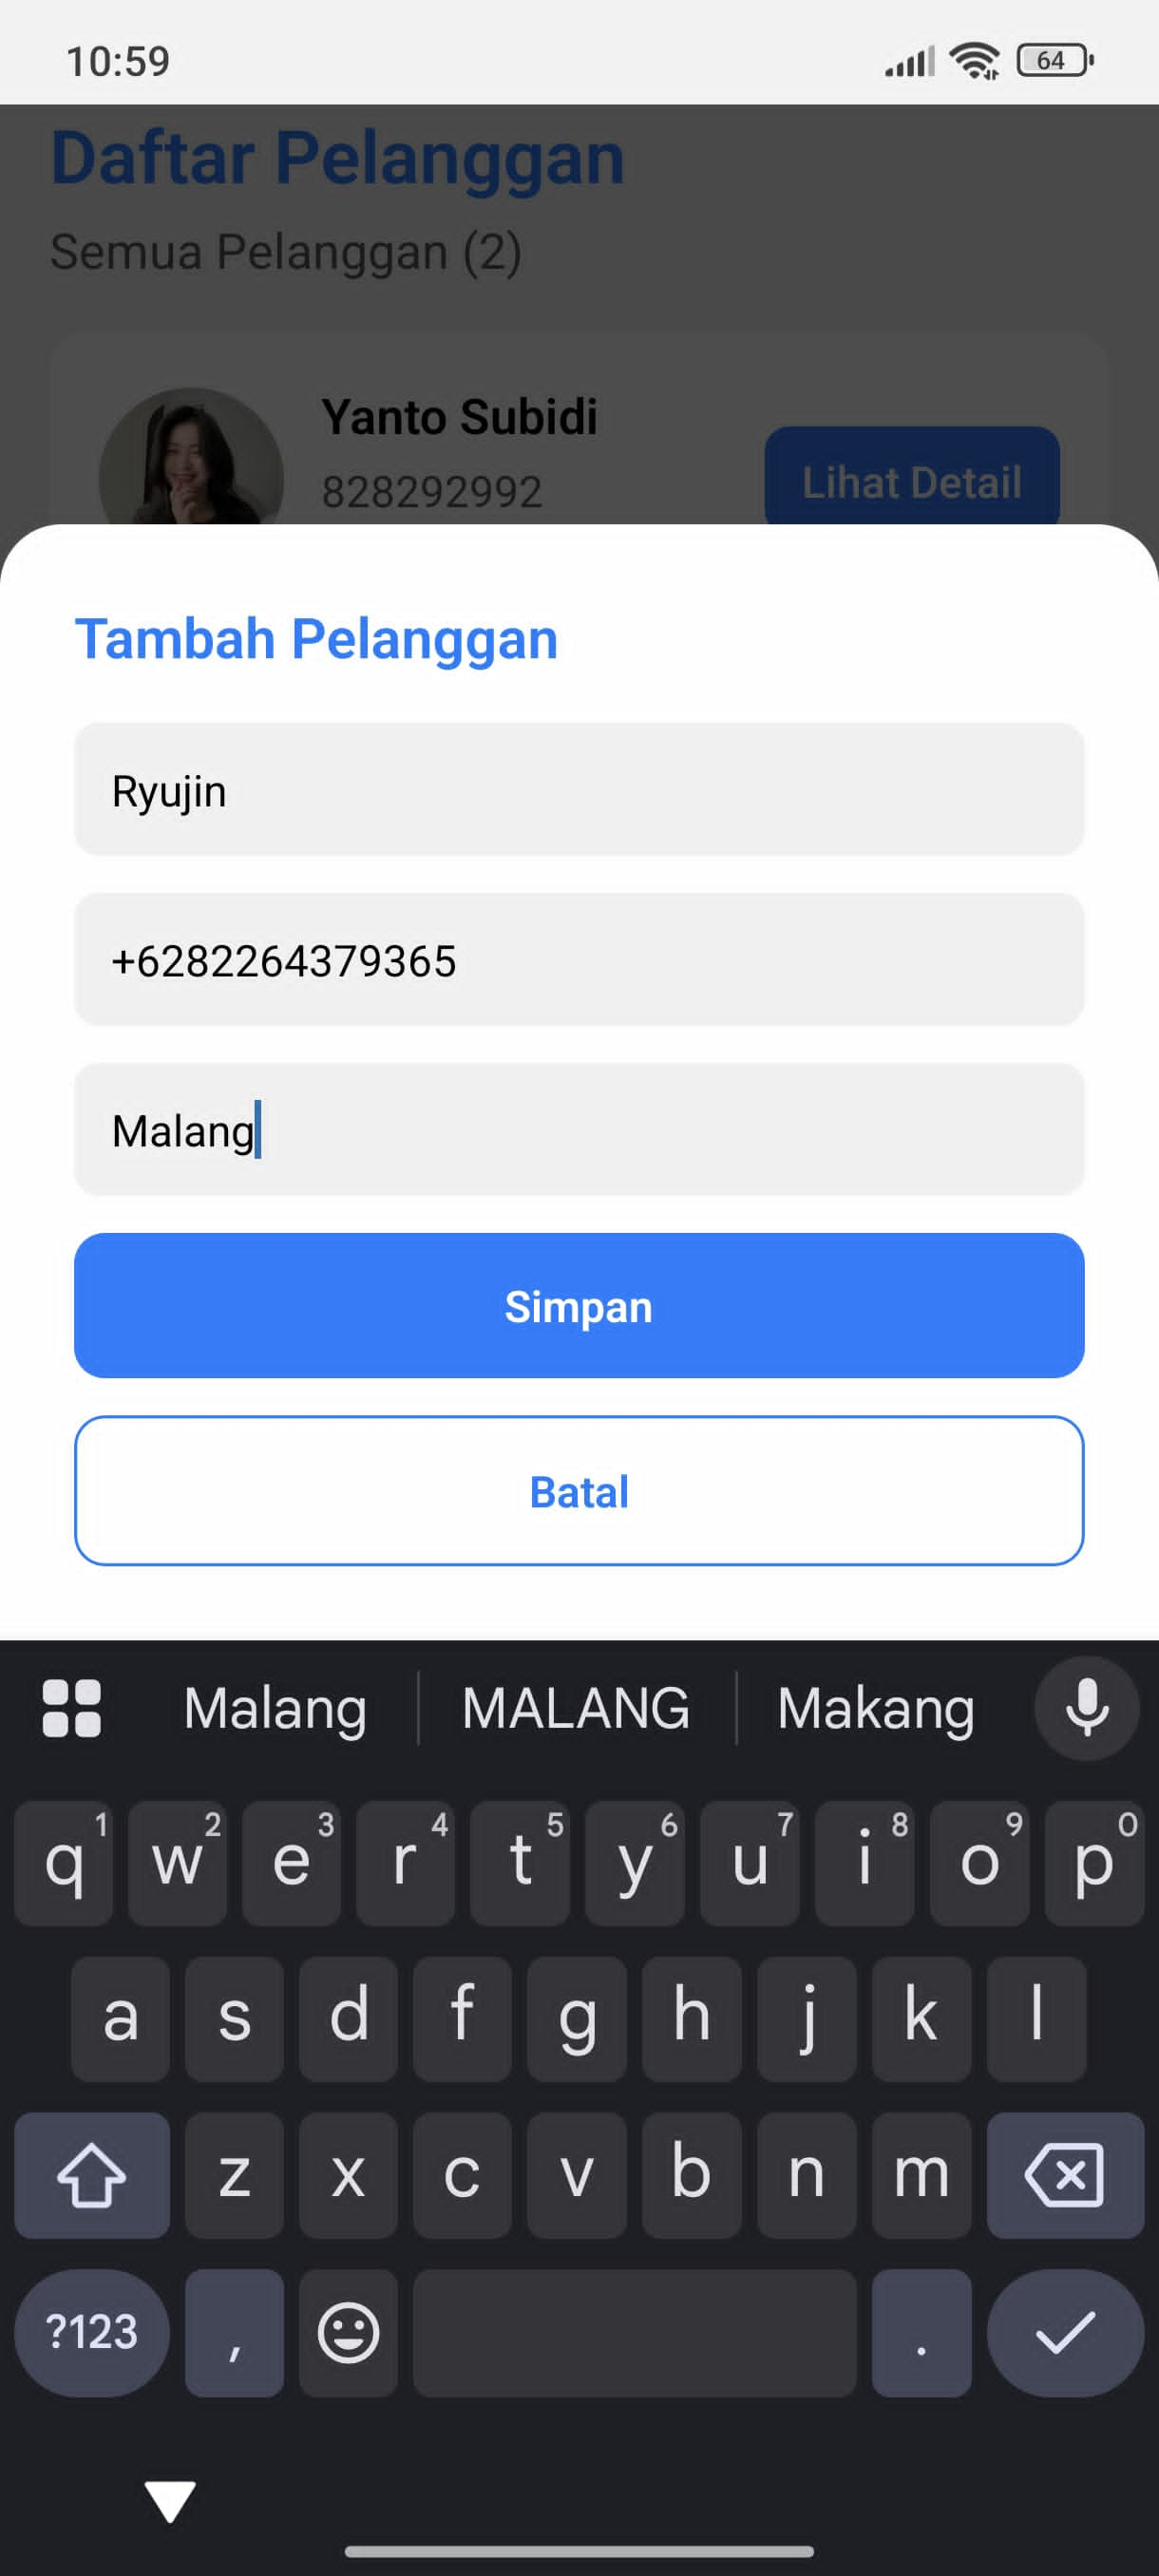 10:59
64
Daftar Pelanggan
Semua Pelanggan (2)
Yanto Subidi
828292992
Lihat Detail
Tambah Pelanggan
Ryujin
+6282264379365
Malang
Simpan
Batal
Malang MALANG Makang
1 2 3 4 5 6 7 8 9 0
q w e r t y u i o p
a s d f g h j k l
z x c v b n m
?123 , .